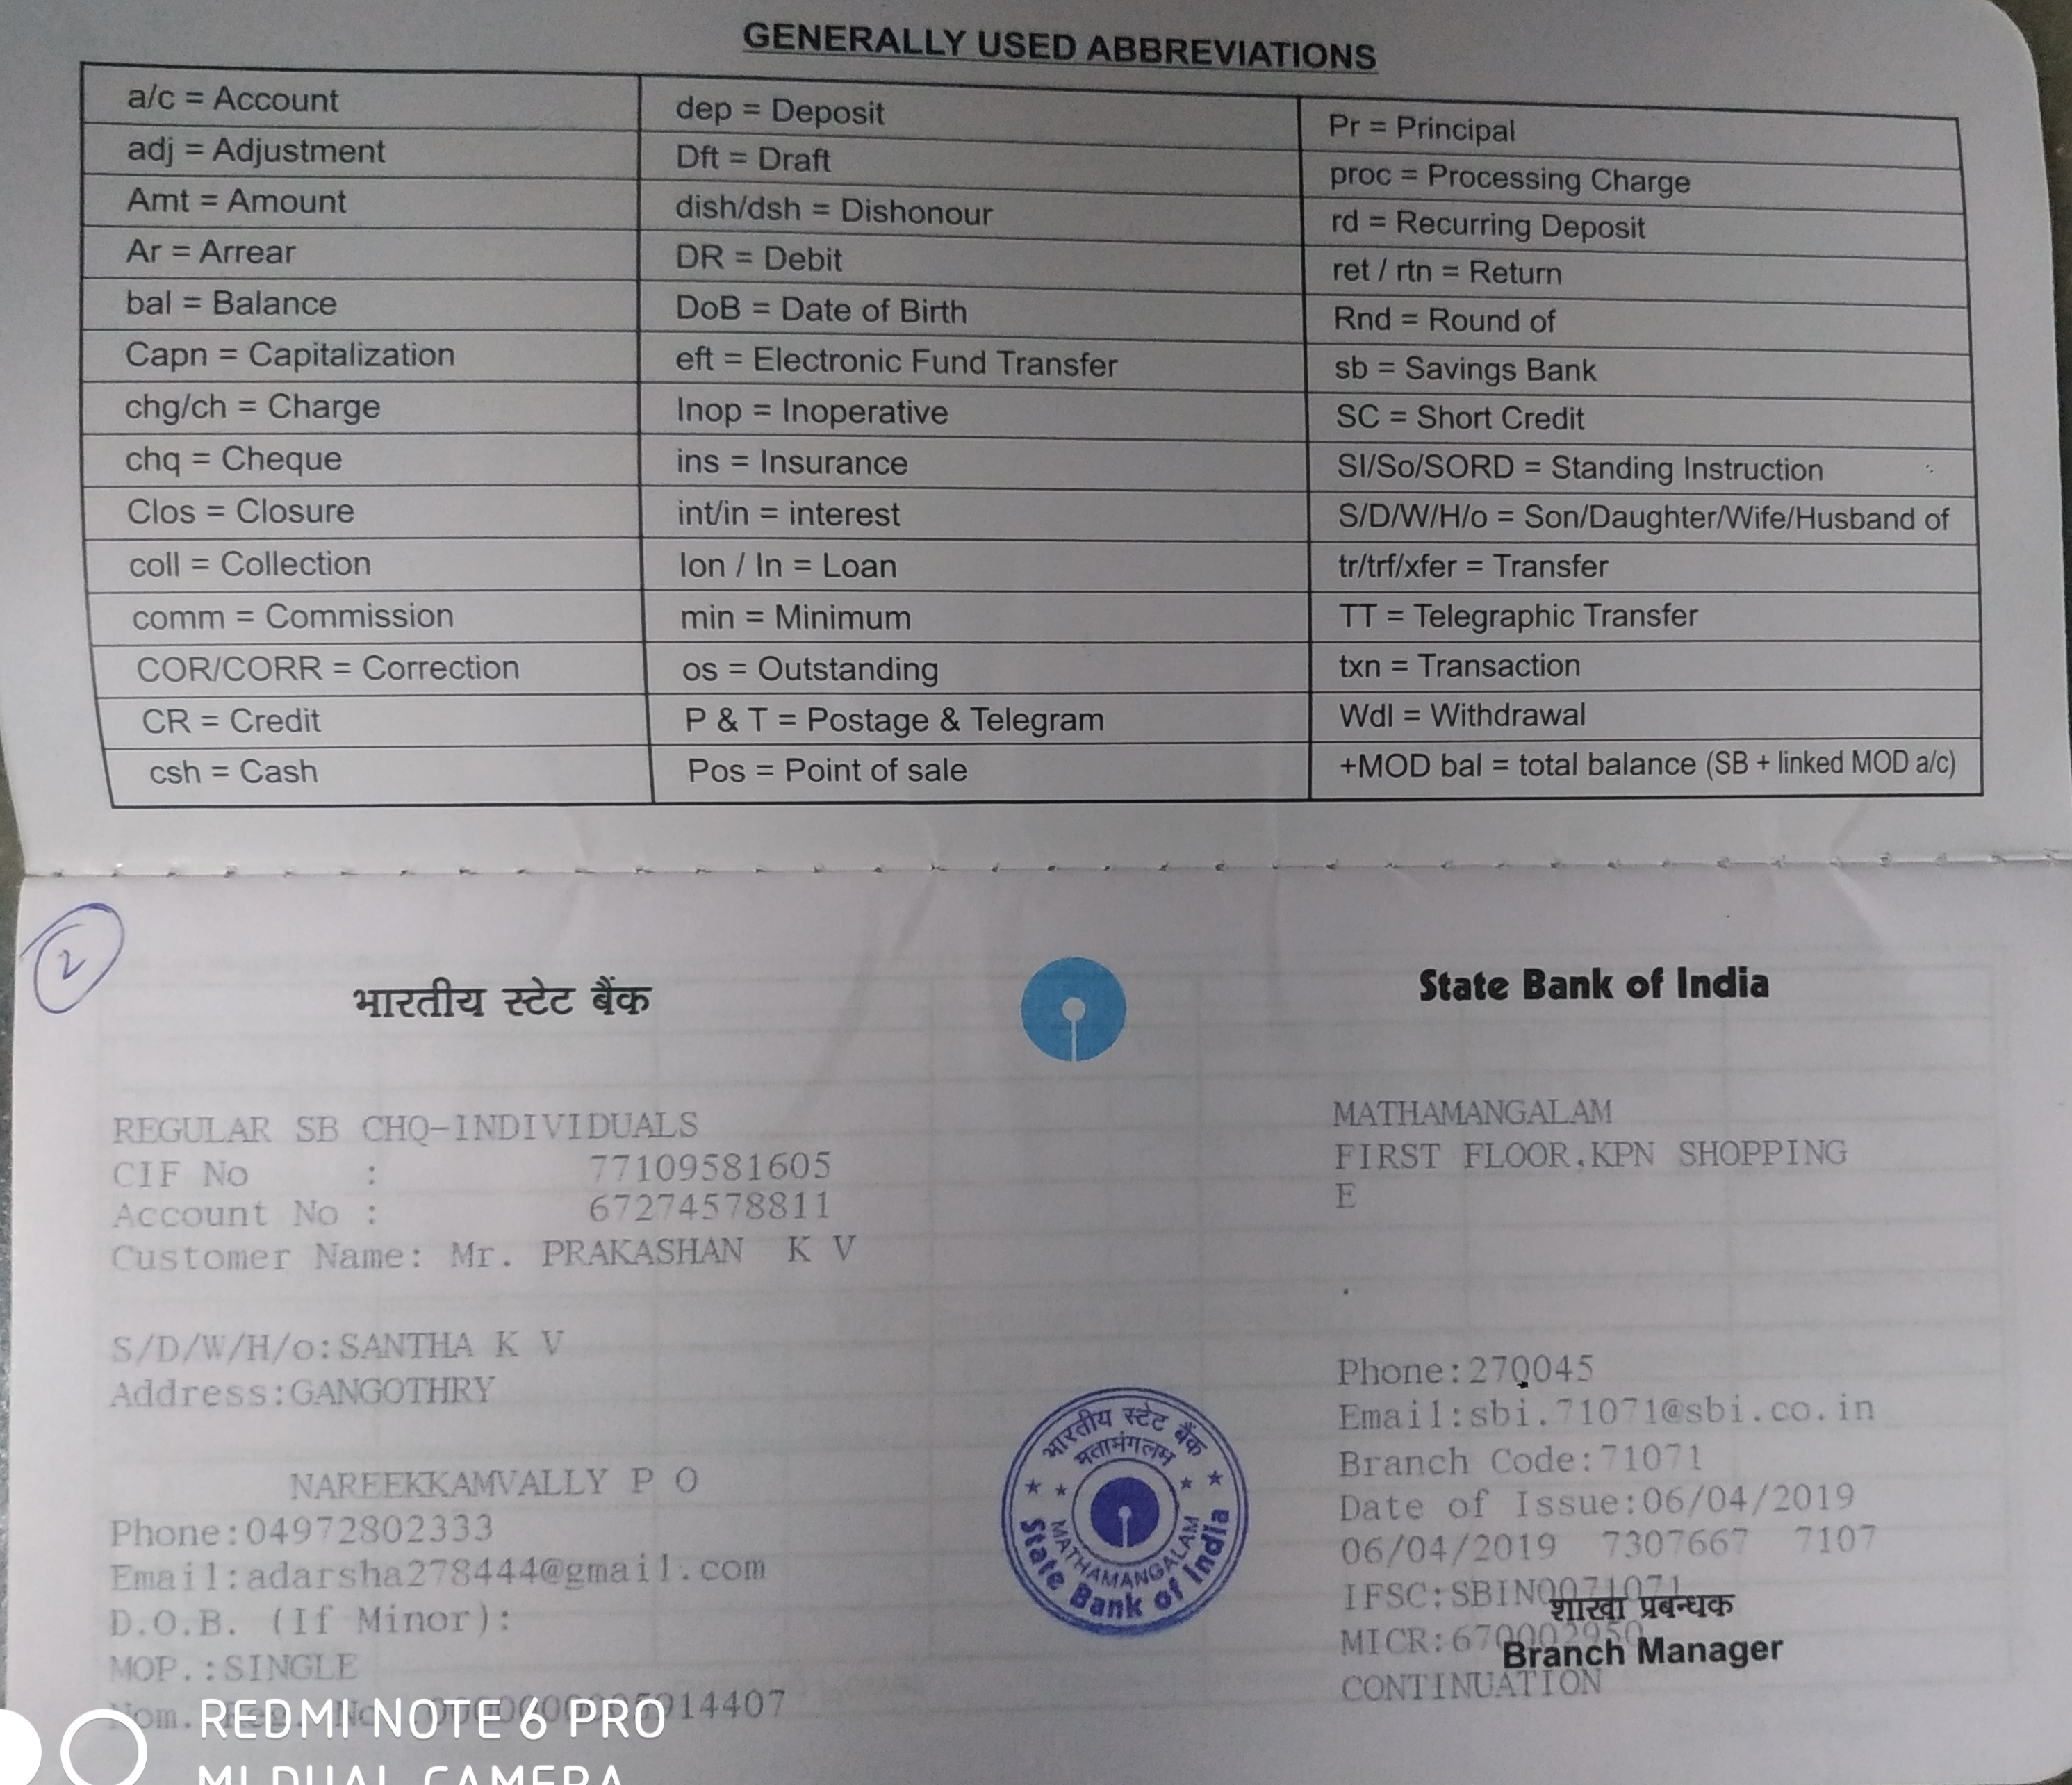 GENERALLY USED ABBREVIATIONS
a/c = Account
adj = Adjustment
Amt = Amount
Ar = Arrear
bal = Balance
Capn = Capitalization
chg/ch = Charge
chq = Cheque
Clos = Closure
coll = Collection
comm = Commission
COR/CORR = Correction
CR = Credit
csh = Cash
dep = Deposit
Dft = Draft
dish/dsh = Dishonour
DR = Debit
DoB = Date of Birth
eft = Electronic Fund Transfer
Inop = Inoperative
ins = Insurance
int/in = interest
lon / ln = Loan
min = Minimum
os = Outstanding
P & T = Postage & Telegram
Pos = Point of sale
Pr = Principal
proc = Processing Charge
rd = Recurring Deposit
ret / rtn = Return
Rnd = Round of
sb = Savings Bank
SC = Short Credit
SI/So/SORD = Standing Instruction
S/D/W/H/o = Son/Daughter/Wife/Husband of
tr/trf/xfer = Transfer
TT = Telegraphic Transfer
txn = Transaction
Wdl = Withdrawal
+MOD bal = total balance (SB + linked MOD a/c)
2
भारतीय स्टेट बैंक
State Bank of India
REGULAR SB CHQ-INDIVIDUALS
CIF No : 77109581605
Account No : 67274578811
Customer Name: Mr. PRAKASHAN K V
S/D/W/H/o:SANTHA K V
Address:GANGOTHRY
NAREEKKAMVALLY P O
Phone:04972802333
Email:adarsha278444@gmail.com
D.O.B. (If Minor):
MOP.:SINGLE
MATHAMANGALAM
FIRST FLOOR,KPN SHOPPING
E
Phone:270045
Email:sbi.71071@sbi.co.in
Branch Code:71071
Date of Issue:06/04/2019
06/04/2019 7307667 7107
IFSC:SBIN0071071
शाखा प्रबन्धक
MICR:670002950
Branch Manager
CONTINUATION
भारतीय स्टेट बैंक
मतामंगलम
MATHAMANGALAM
State Bank of India
REDMI NOTE 6 PRO
MI DUAL CAMERA